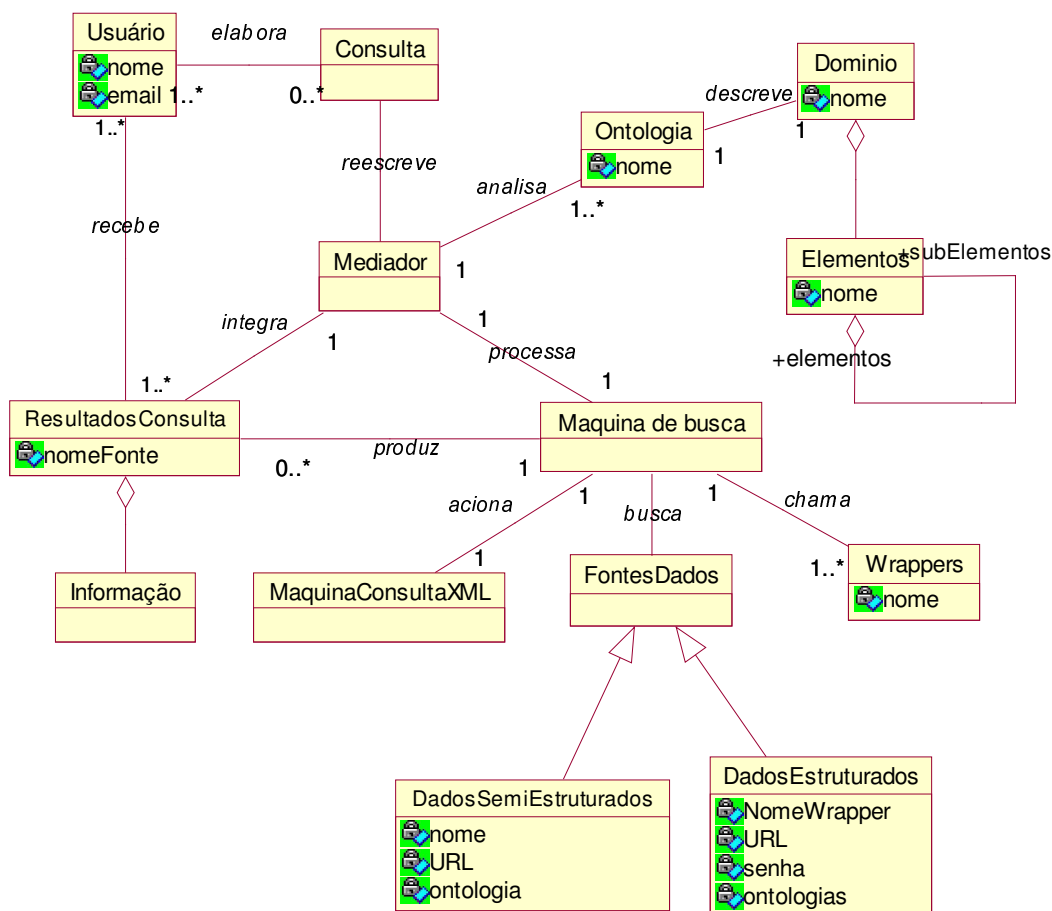 Usuário
nome
email
1..*
1..*
elabora
0..*
Consulta
Dominio
nome
descreve
1
1
Ontologia
nome
reescreve
analisa
1..*
recebe
Mediador
1
1
1
Elementos
nome
+subElementos
+elementos
integra
processa
1..*
1
ResultadosConsulta
nomeFonte
produz
0..*
1
Maquina de busca
aciona
1
1
busca
1
chama
1..*
Informação
MaquinaConsultaXML
FontesDados
Wrappers
nome
DadosSemiEstruturados
nome
URL
ontologia
DadosEstruturados
NomeWrapper
URL
senha
ontologias